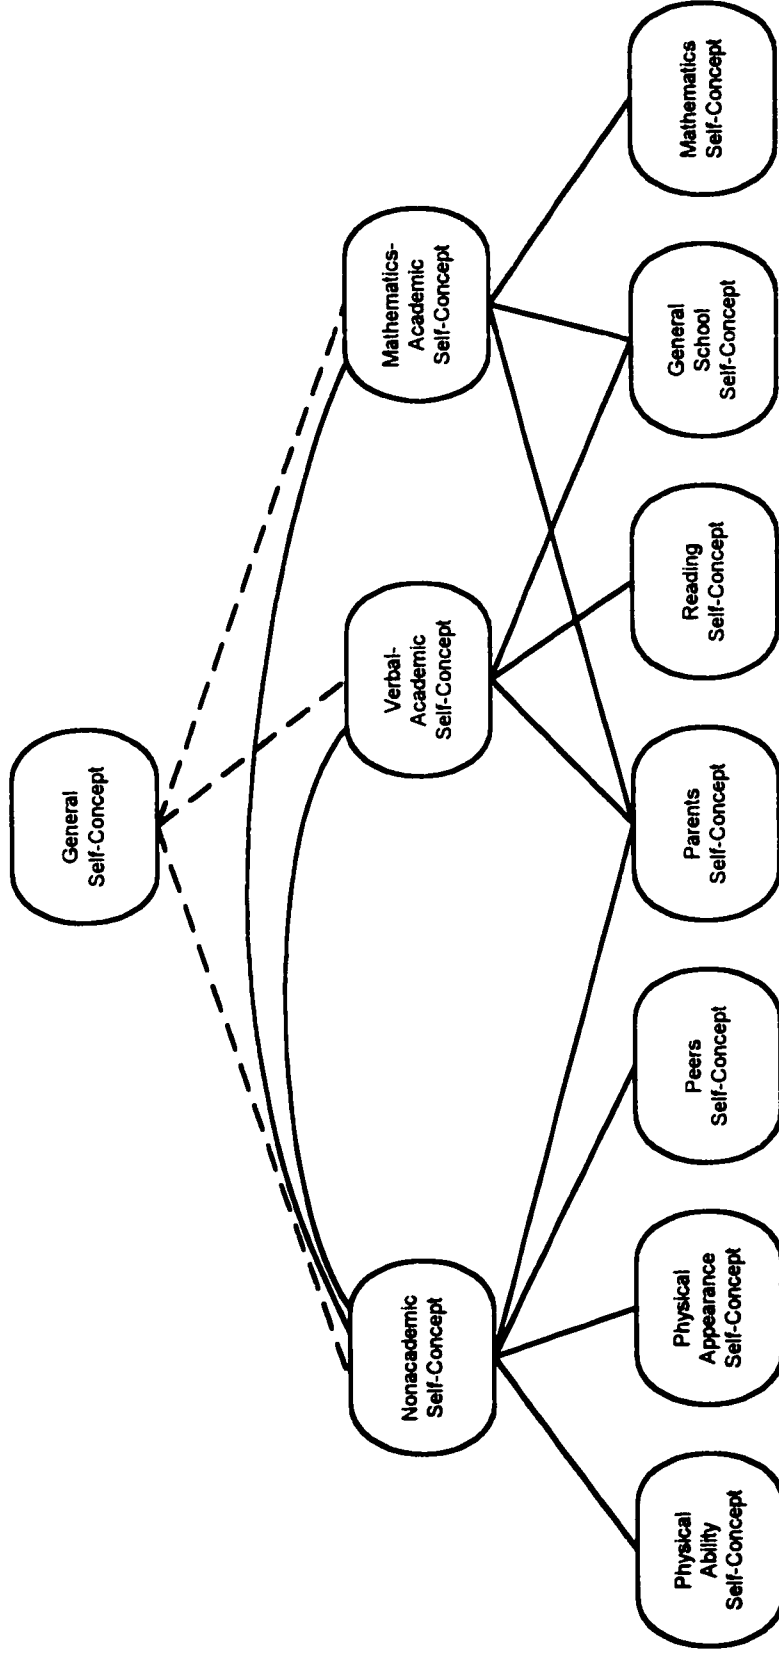 General
Self-Concept
Nonacademic
Self-Concept
Verbal-
Academic
Self-Concept
Mathematics-
Academic
Self-Concept
Physical
Ability
Self-Concept
Physical
Appearance
Self-Concept
Peers
Self-Concept
Parents
Self-Concept
Reading
Self-Concept
General
School
Self-Concept
Mathematics
Self-Concept